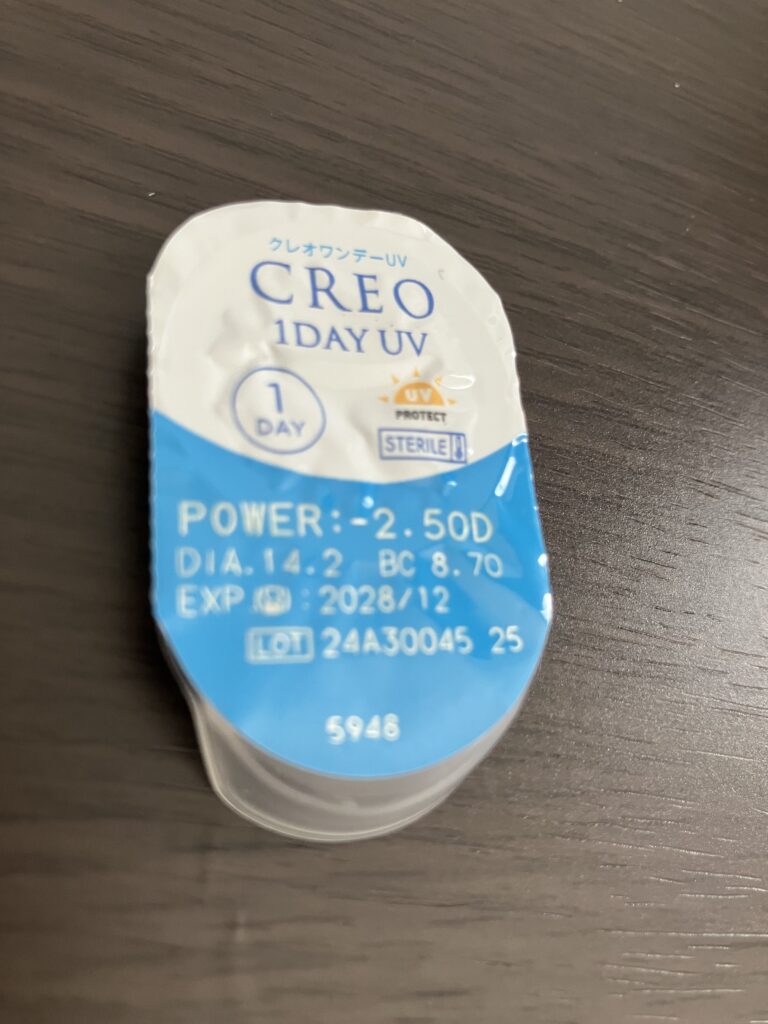 クレオワンデーUV
CREO
1DAY UV
1
DAY
UV
PROTECT
STERILE
POWER:-2.50D
DIA.14.2 BC 8.70
EXP. : 2028/12
LOT 24A30045 25
5948